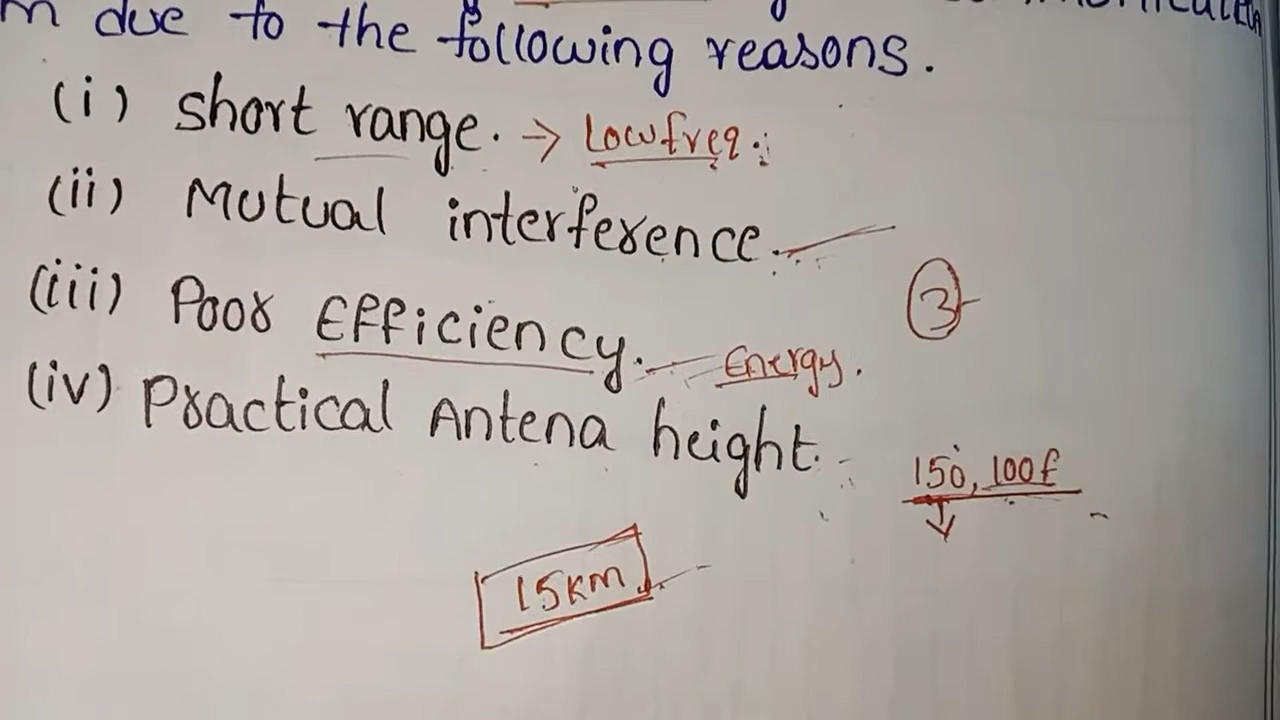 due to the following reasons.
(i) Short range. → Low freq.
(ii) Mutual interference.
(iii) Poor Efficiency. — Energy.
3
(iv) Practical Antena height.
150, 100f
15KM